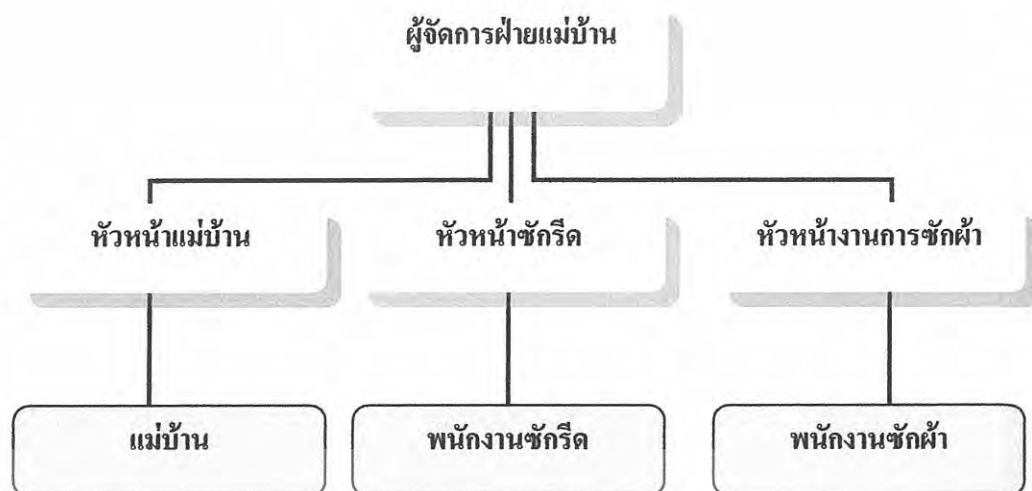 ผู้จัดการฝ่ายแม่บ้าน
หัวหน้าแม่บ้าน
หัวหน้าซักรีด
หัวหน้างานการซักผ้า
แม่บ้าน
พนักงานซักรีด
พนักงานซักผ้า